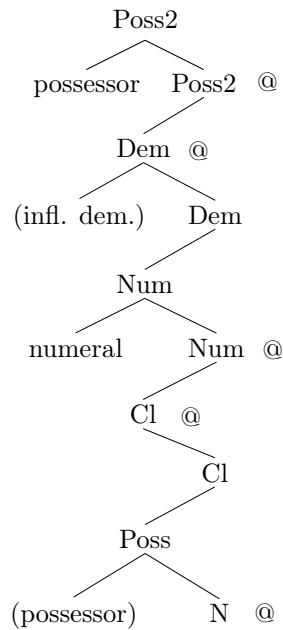 Poss2
possessor Poss2 @
Dem @
(infl. dem.) Dem
Num
numeral Num @
Cl @
Cl
Poss
(possessor) N @